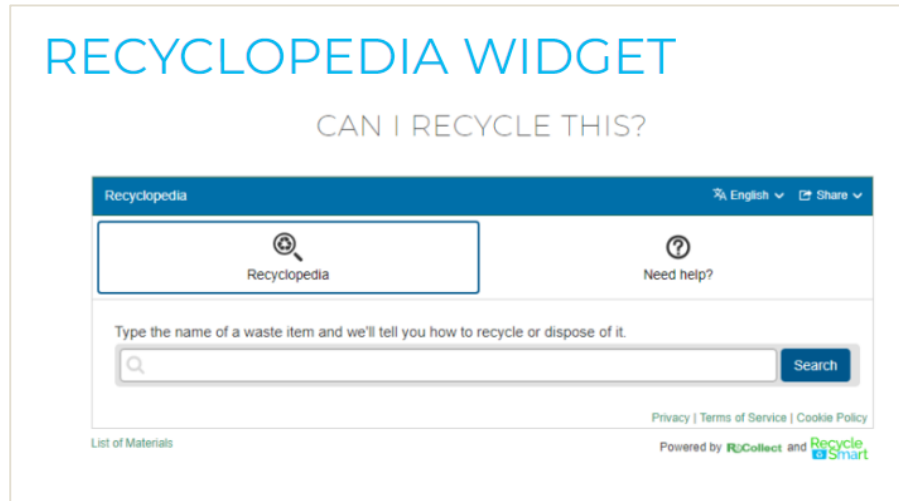 RECYCLOPEDIA WIDGET
CAN I RECYCLE THIS?
Recyclopedia
English
Share
Recyclopedia
Need help?
Type the name of a waste item and we'll tell you how to recycle or dispose of it.
Search
Privacy | Terms of Service | Cookie Policy
List of Materials
Powered by ReCollect and Recycle Smart